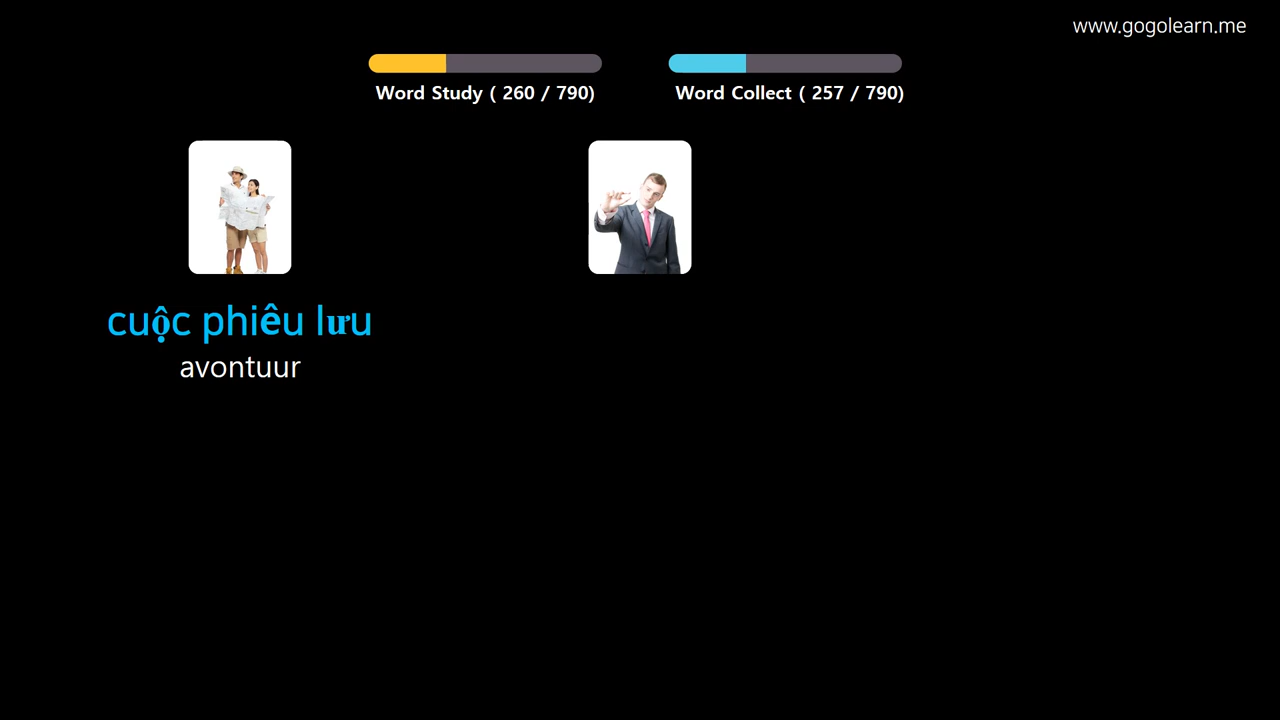 www.gogolearn.me
Word Study ( 260 / 790)
Word Collect ( 257 / 790)
cuộc phiêu lưu
avontuur